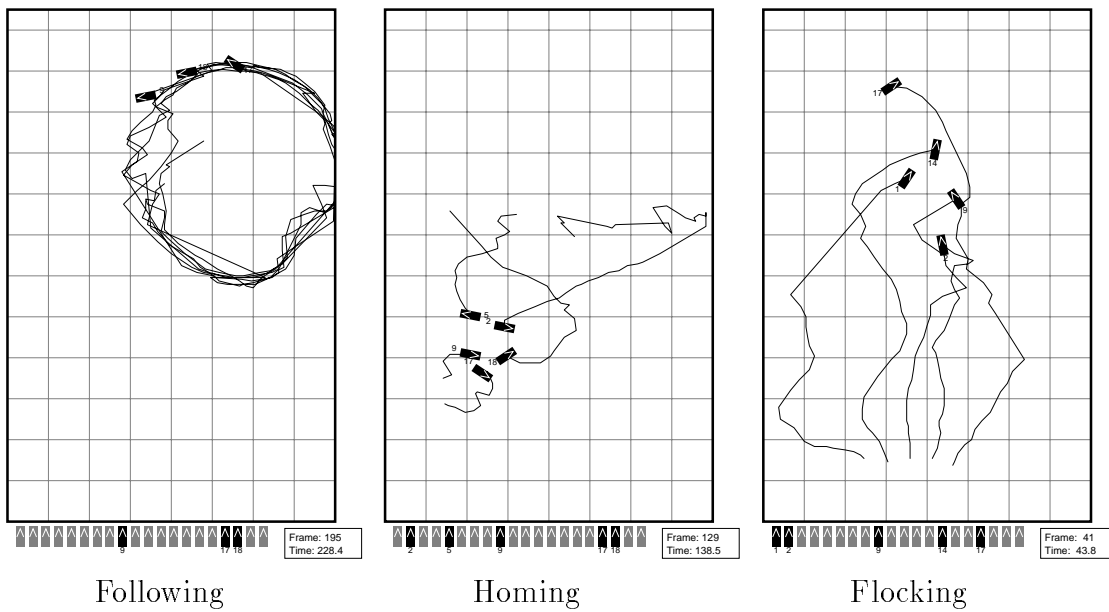 5
2
9
17
18
17
14
1
9
2
9 17 18
Frame: 195
Time: 228.4
2 5 9 17 18
Frame: 129
Time: 138.5
1 2 9 14 17
Frame: 41
Time: 43.8
Following
Homing
Flocking